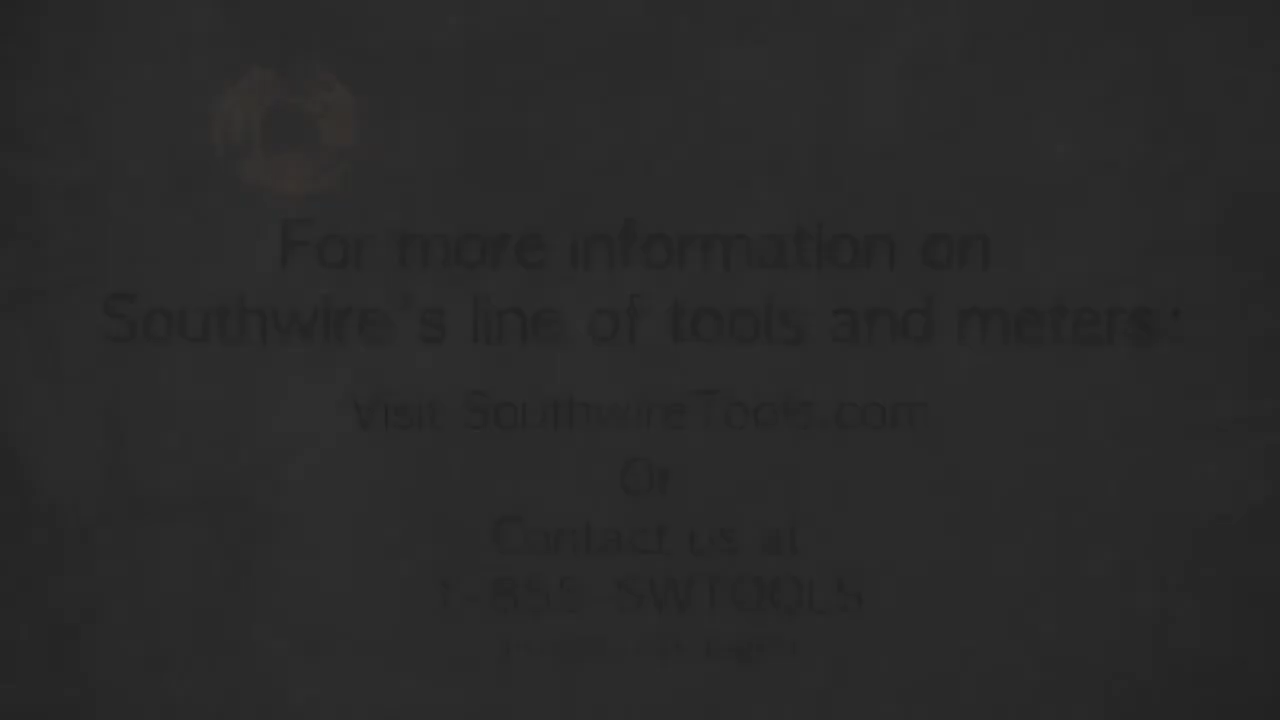 For more information on
Southwire's line of tools and meters:
Visit SouthwireTools.com
Or
Contact us at
1-855-SWTOOLS